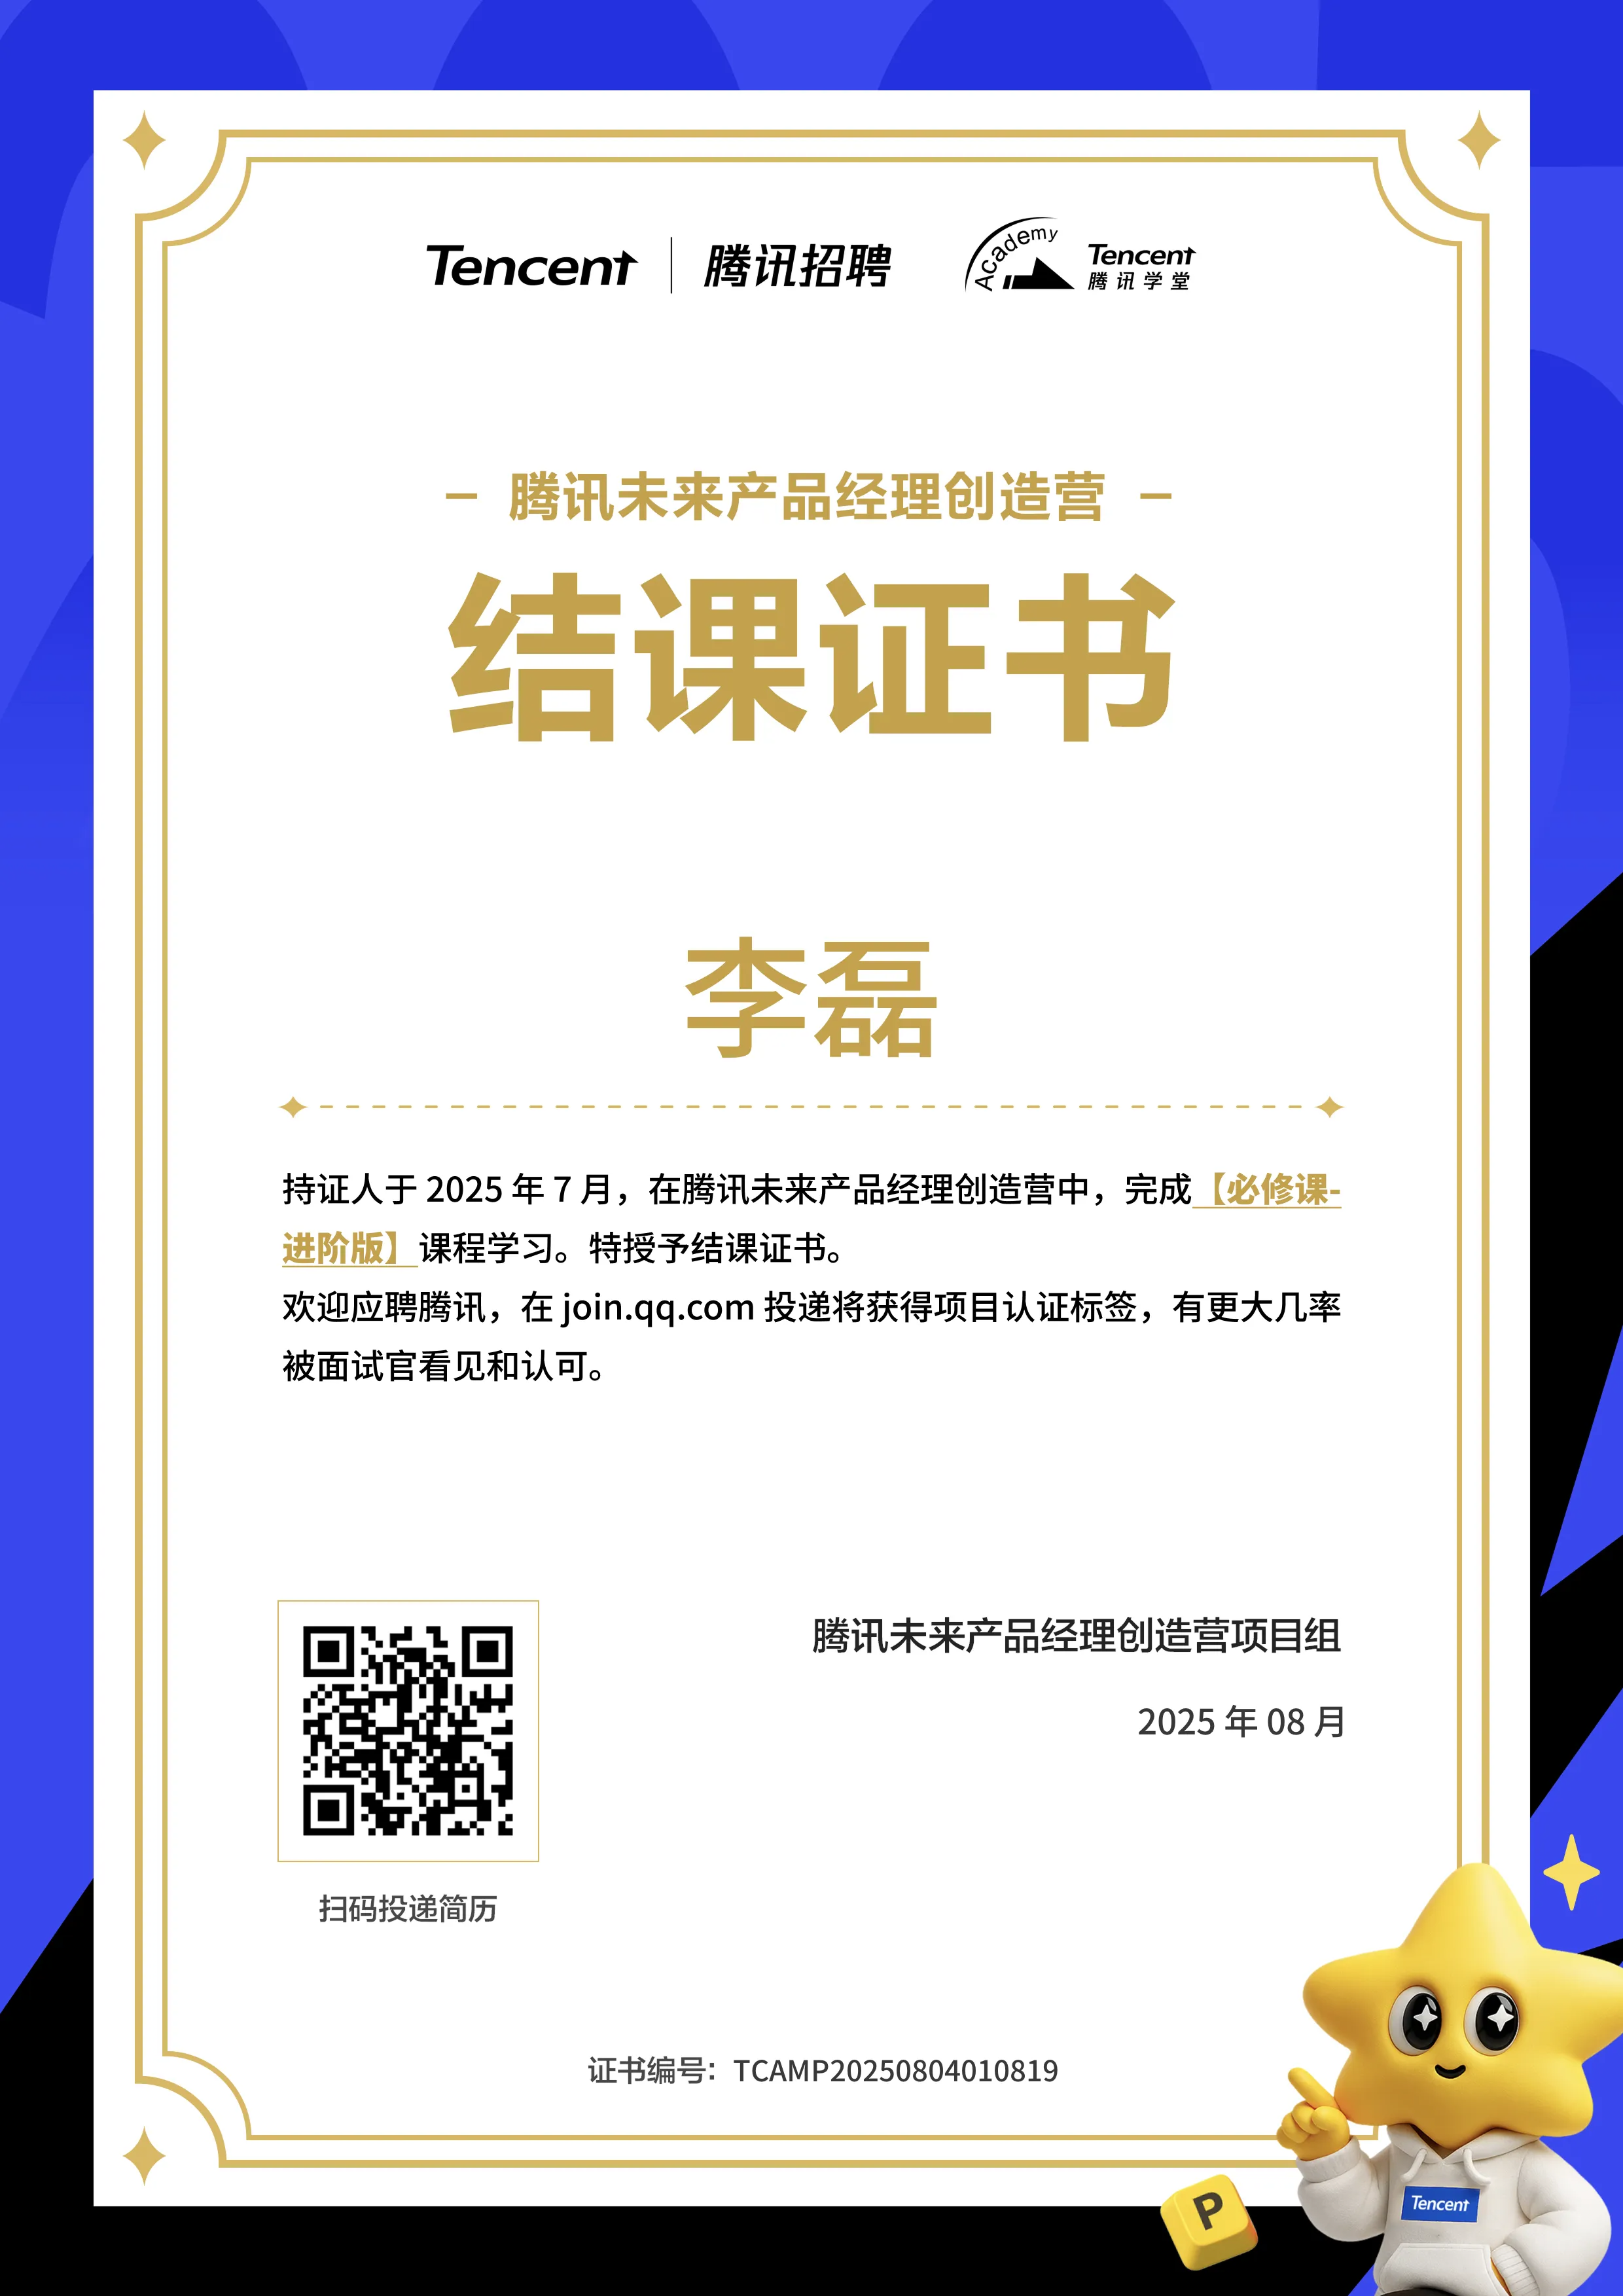 Tencent | 腾讯招聘
Academy
Tencent
腾讯学堂
腾讯未来产品经理创造营
结课证书
李磊
持证人于 2025 年 7 月，在腾讯未来产品经理创造营中，完成【必修课-
进阶版】课程学习。特授予结课证书。
欢迎应聘腾讯，在 join.qq.com 投递将获得项目认证标签，有更大几率
被面试官看见和认可。
腾讯未来产品经理创造营项目组
2025 年 08 月
扫码投递简历
证书编号：TCAMP20250804010819
Tencent
P